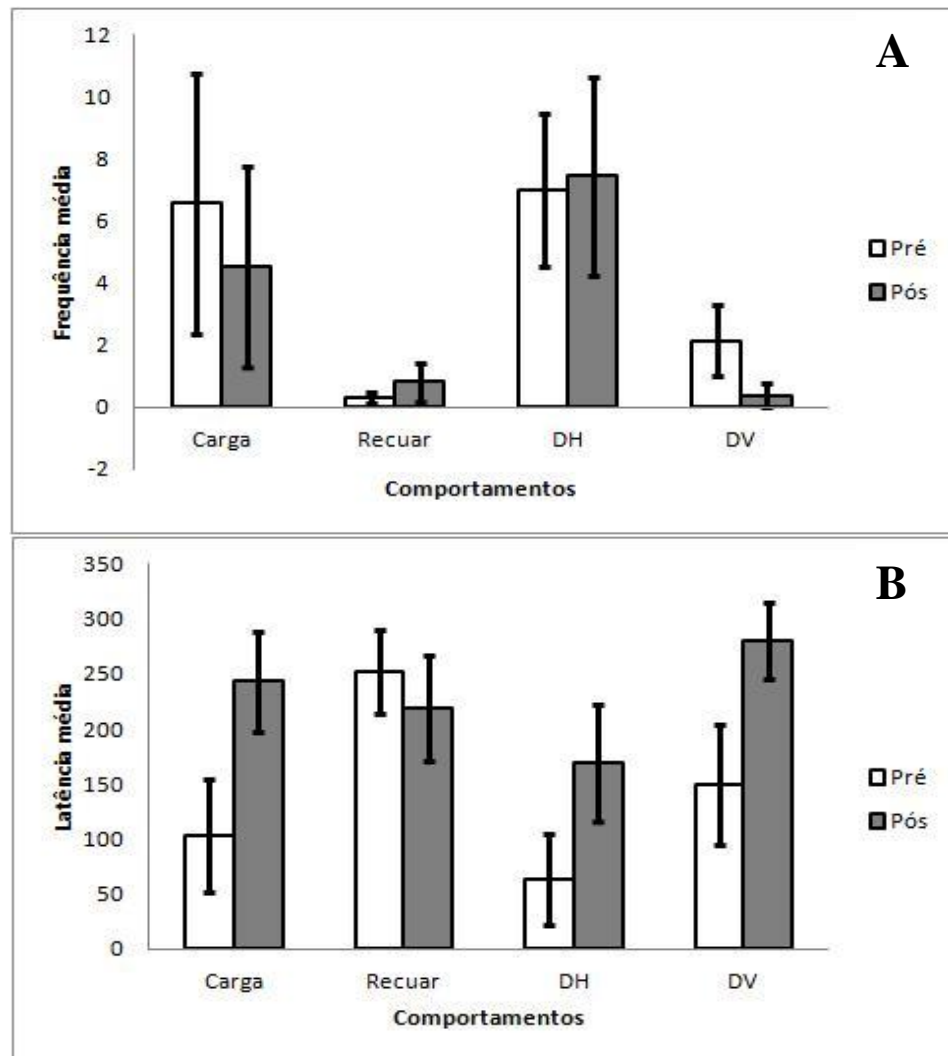 A
12
10
8
6
4
2
0
-2
Frequência média
Carga Recuar DH DV
Comportamentos
Pré
Pós
B
350
300
250
200
150
100
50
0
Latência média
Carga Recuar DH DV
Comportamentos
Pré
Pós